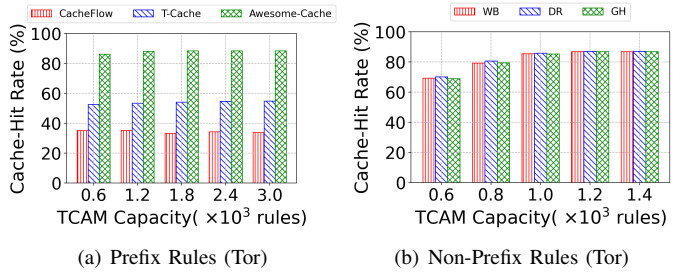 CacheFlow T-Cache Awesome-Cache
Cache-Hit Rate (%)
100
80
60
40
20
0
0.6 1.2 1.8 2.4 3.0
TCAM Capacity( ×10³ rules)
(a) Prefix Rules (Tor)
WB DR GH
Cache-Hit Rate (%)
100
80
60
40
20
0
0.6 0.8 1.0 1.2 1.4
TCAM Capacity( ×10³ rules)
(b) Non-Prefix Rules (Tor)